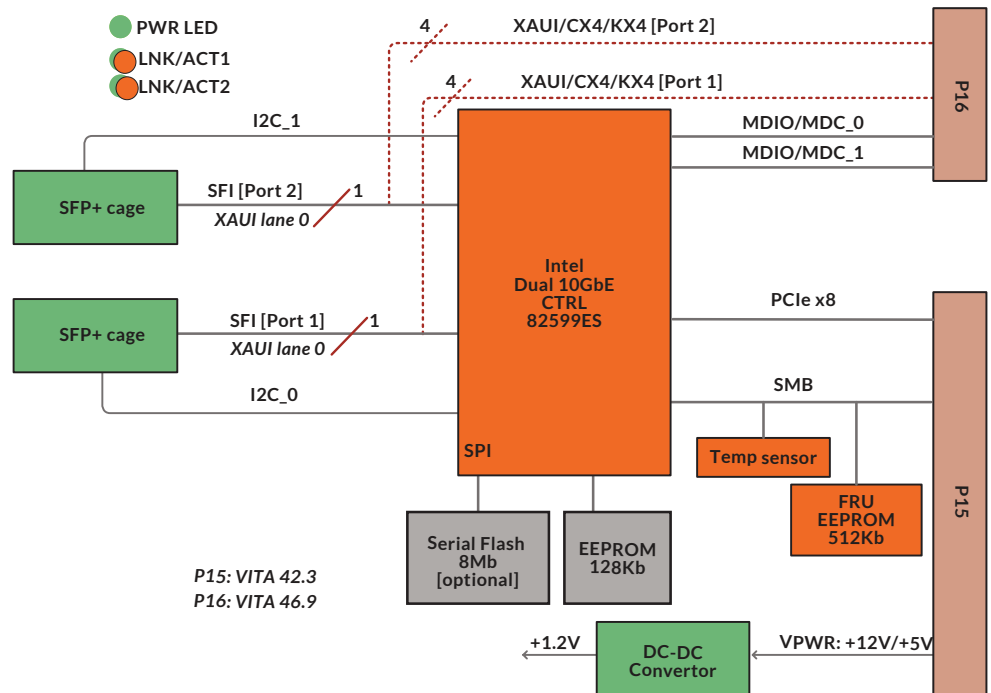 PWR LED
LNK/ACT1
LNK/ACT2
4
XAUI/CX4/KX4 [Port 2]
4
XAUI/CX4/KX4 [Port 1]
P16
I2C_1
MDIO/MDC_0
MDIO/MDC_1
SFP+ cage
SFI [Port 2]
1
XAUI lane 0
Intel
Dual 10GbE
CTRL
82599ES
PCIe x8
SFP+ cage
SFI [Port 1]
1
XAUI lane 0
I2C_0
SMB
SPI
Temp sensor
FRU
EEPROM
512Kb
P15
Serial Flash
8Mb
[optional]
EEPROM
128Kb
P15: VITA 42.3
P16: VITA 46.9
+1.2V
DC-DC
Convertor
VPWR: +12V/+5V